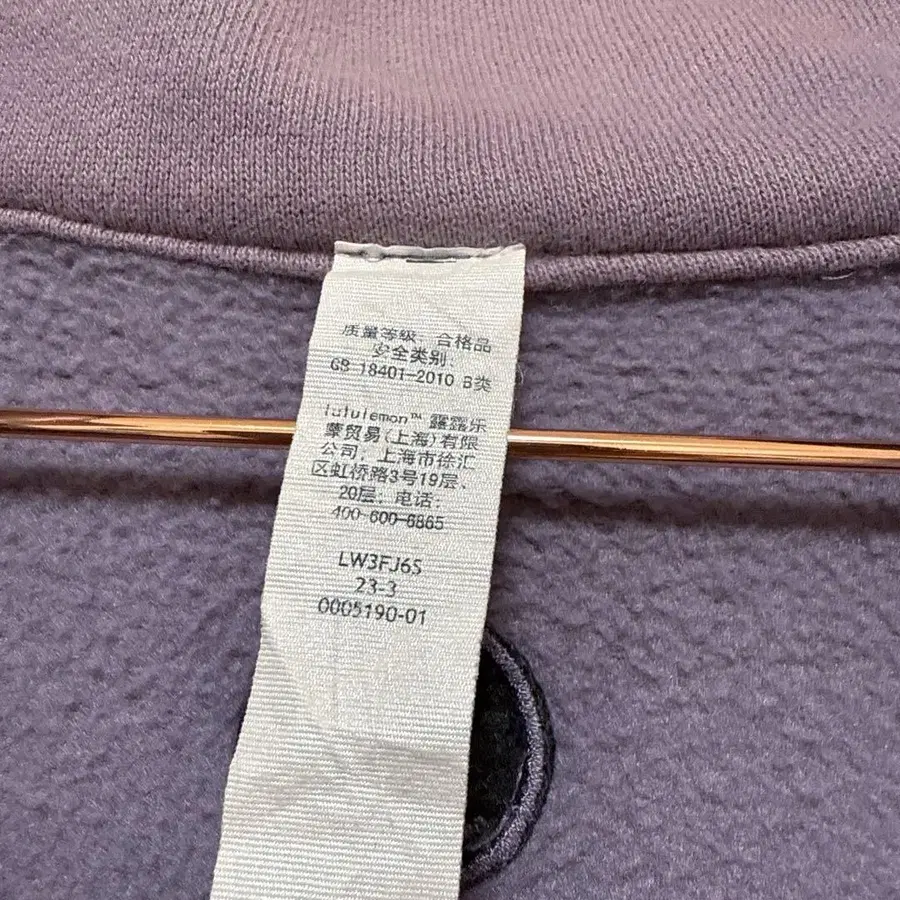 质量等级：合格品
安全类别：
GB 18401-2010 B类
lululemon™ 露露乐
蒙贸易(上海)有限
公司，上海市徐汇
区虹桥路3号19层、
20层；电话：
400-600-6865
LW3FJ6S
23-3
0005190-01